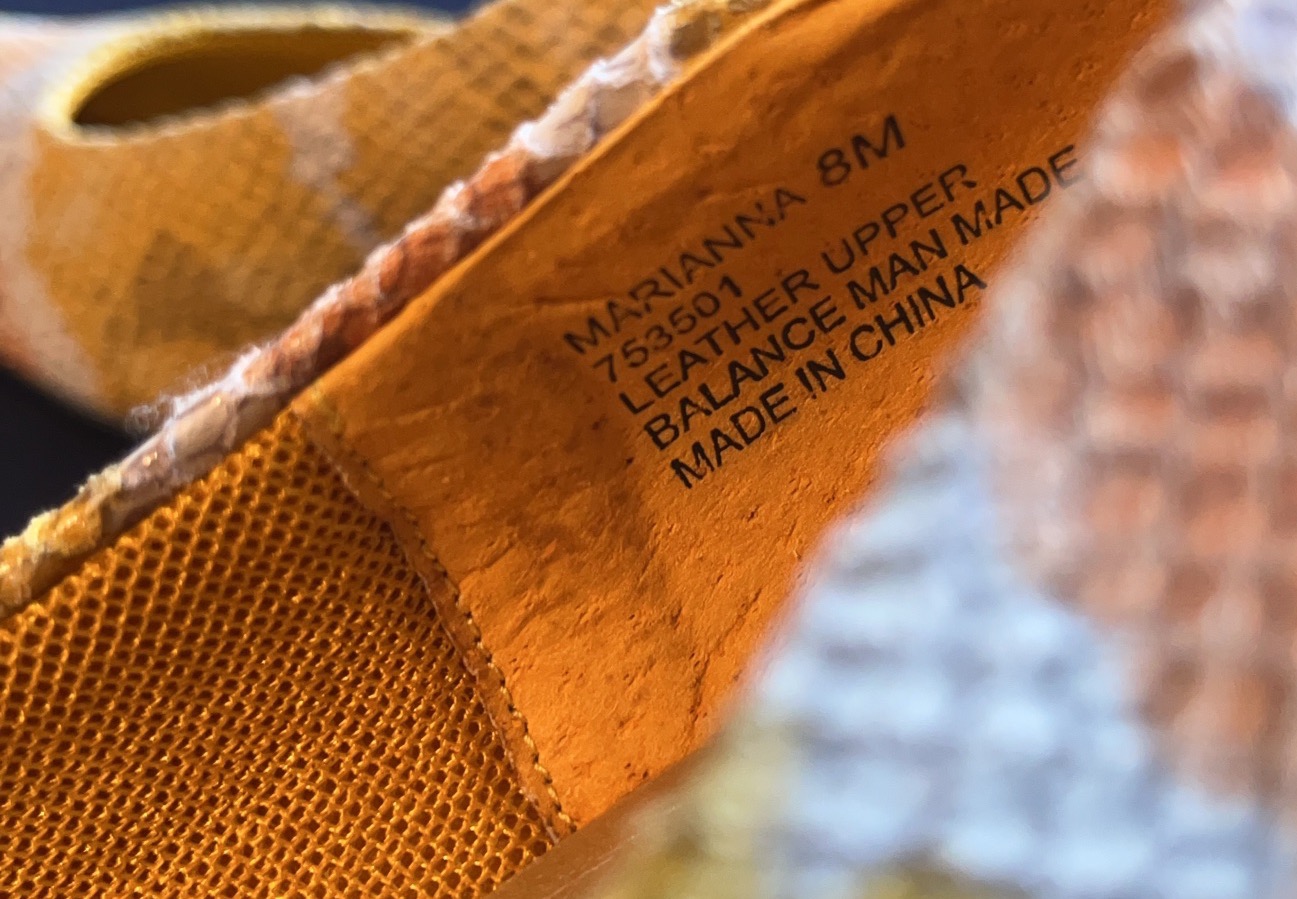 MARIANNA 8M
753501
LEATHER UPPER
BALANCE MAN MADE
MADE IN CHINA